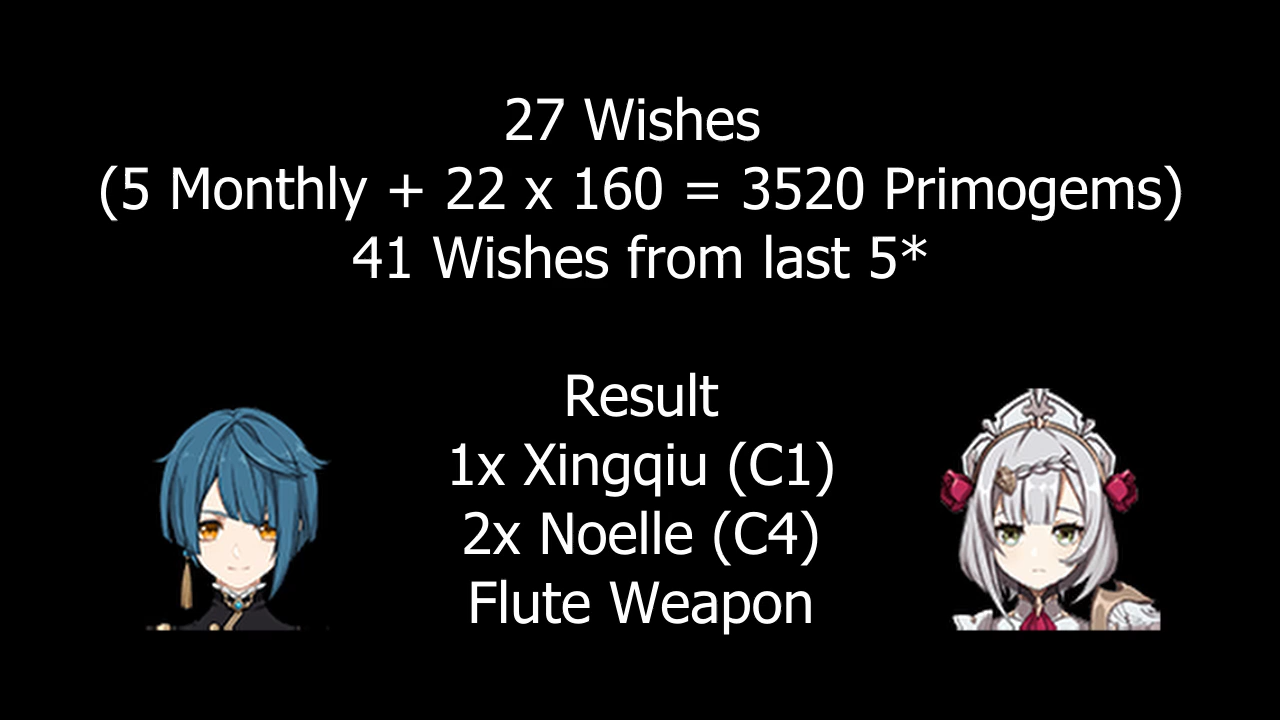 27 Wishes
(5 Monthly + 22 x 160 = 3520 Primogems)
41 Wishes from last 5*
Result
1x Xingqiu (C1)
2x Noelle (C4)
Flute Weapon